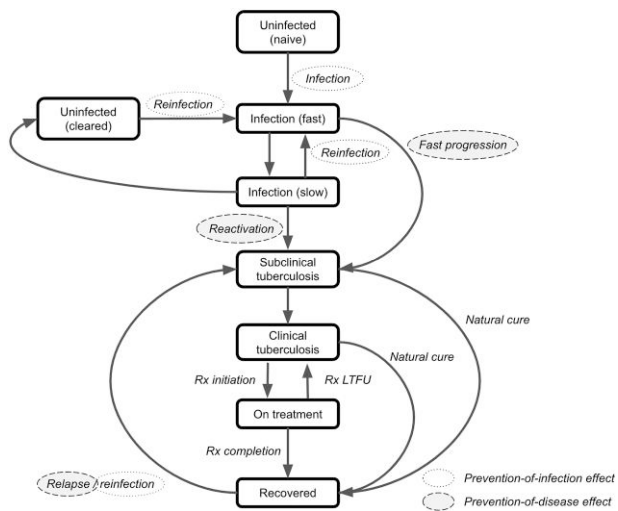 Uninfected
(naive)
Infection
Uninfected
(cleared)
Reinfection
Infection (fast)
Reinfection
Fast progression
Infection (slow)
Reactivation
Subclinical
tuberculosis
Natural cure
Clinical
tuberculosis
Natural cure
Rx initiation
Rx LTFU
On treatment
Rx completion
Relapse/reinfection
Recovered
Prevention-of-infection effect
Prevention-of-disease effect